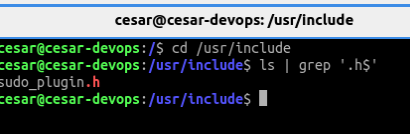 cesar@cesar-devops: /usr/include
cesar@cesar-devops:/$ cd /usr/include
cesar@cesar-devops:/usr/include$ ls | grep '.h$'
sudo_plugin.h
cesar@cesar-devops:/usr/include$